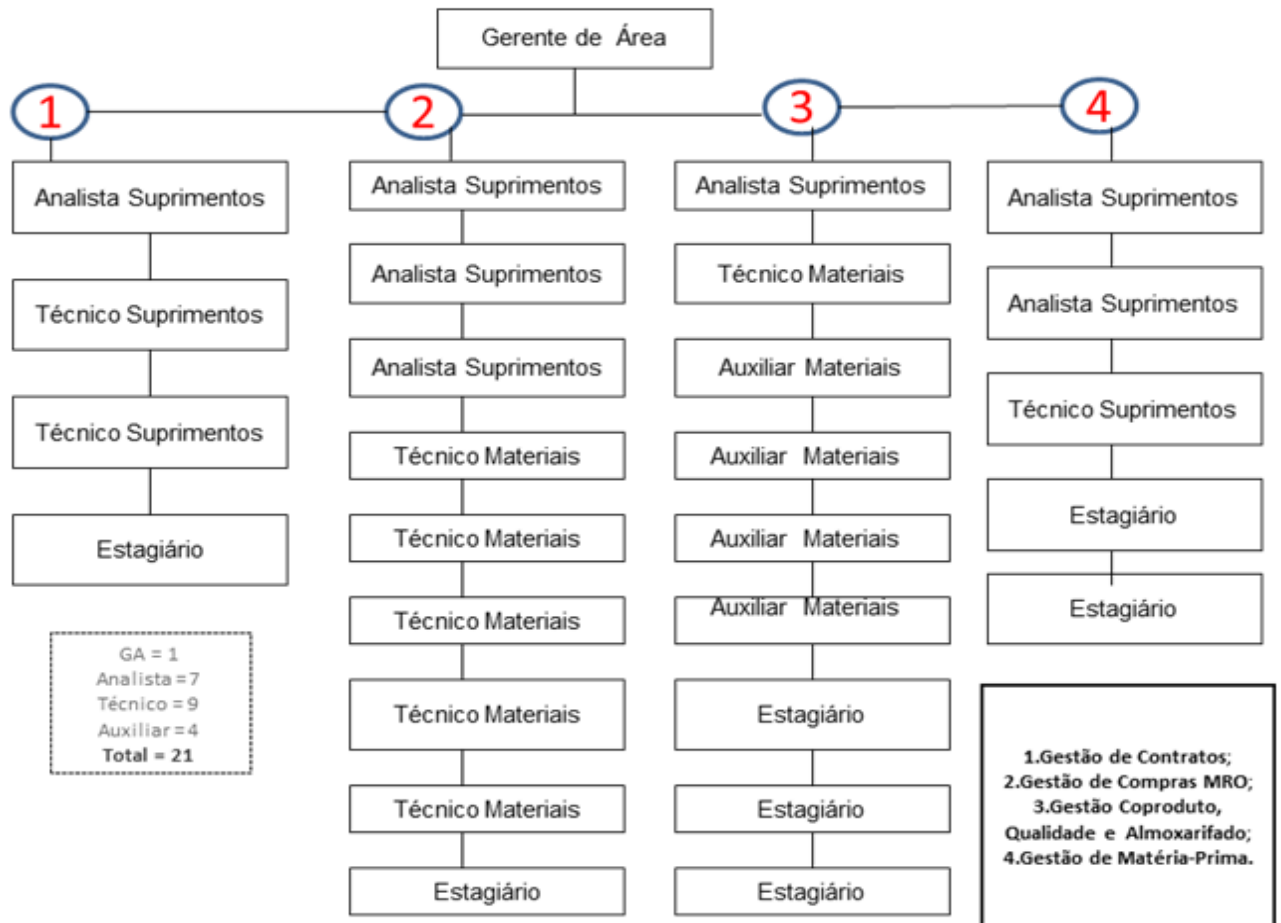 Gerente de Área
1
2
3
4
Analista Suprimentos
Técnico Suprimentos
Técnico Suprimentos
Estagiário
GA = 1
Analista =7
Técnico =9
Auxiliar =4
Total = 21
Analista Suprimentos
Analista Suprimentos
Analista Suprimentos
Técnico Materiais
Técnico Materiais
Técnico Materiais
Técnico Materiais
Técnico Materiais
Estagiário
Analista Suprimentos
Técnico Materiais
Auxiliar Materiais
Auxiliar Materiais
Auxiliar Materiais
Auxiliar Materiais
Estagiário
Estagiário
Estagiário
Analista Suprimentos
Analista Suprimentos
Técnico Suprimentos
Estagiário
Estagiário
1.Gestão de Contratos;
2.Gestão de Compras MRO;
3.Gestão Coproduto,
Qualidade e Almoxarifado;
4.Gestão de Matéria-Prima.